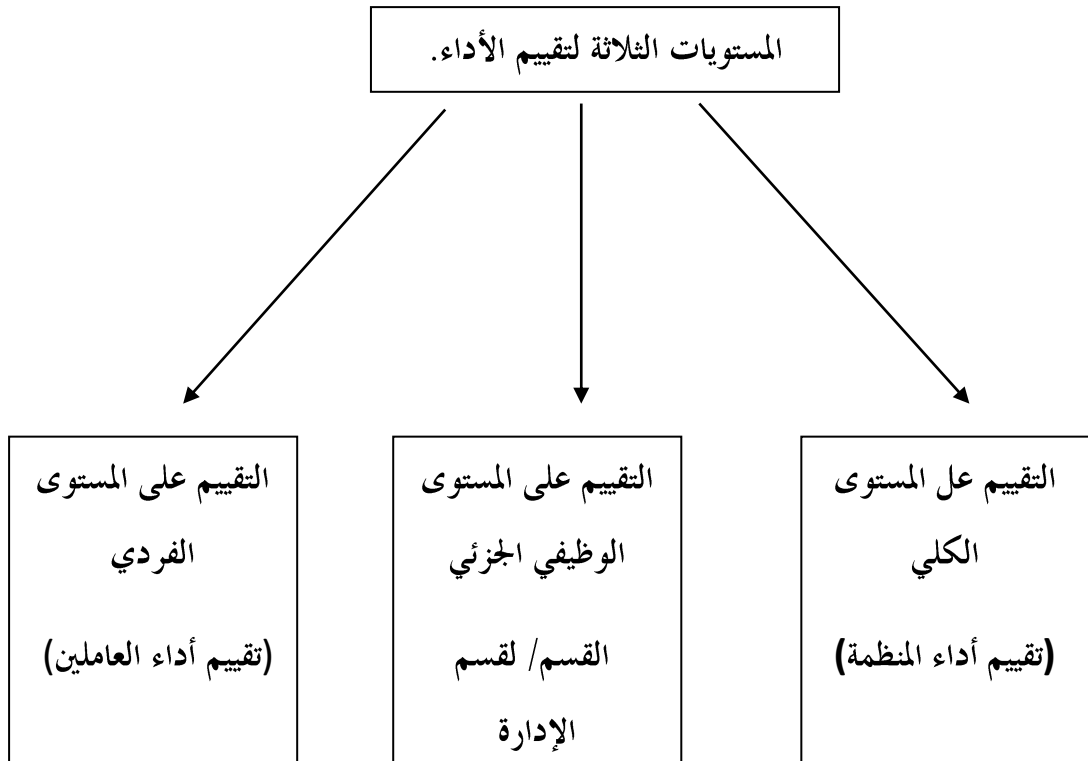 المستويات الثلاثة لتقييم الأداء.
التقييم عل المستوى
الكلي
(تقييم أداء المنظمة)
التقييم على المستوى
الوظيفي الجزئي
القسم/ لقسم
الإدارة
التقييم على المستوى
الفردي
(تقييم أداء العاملين)